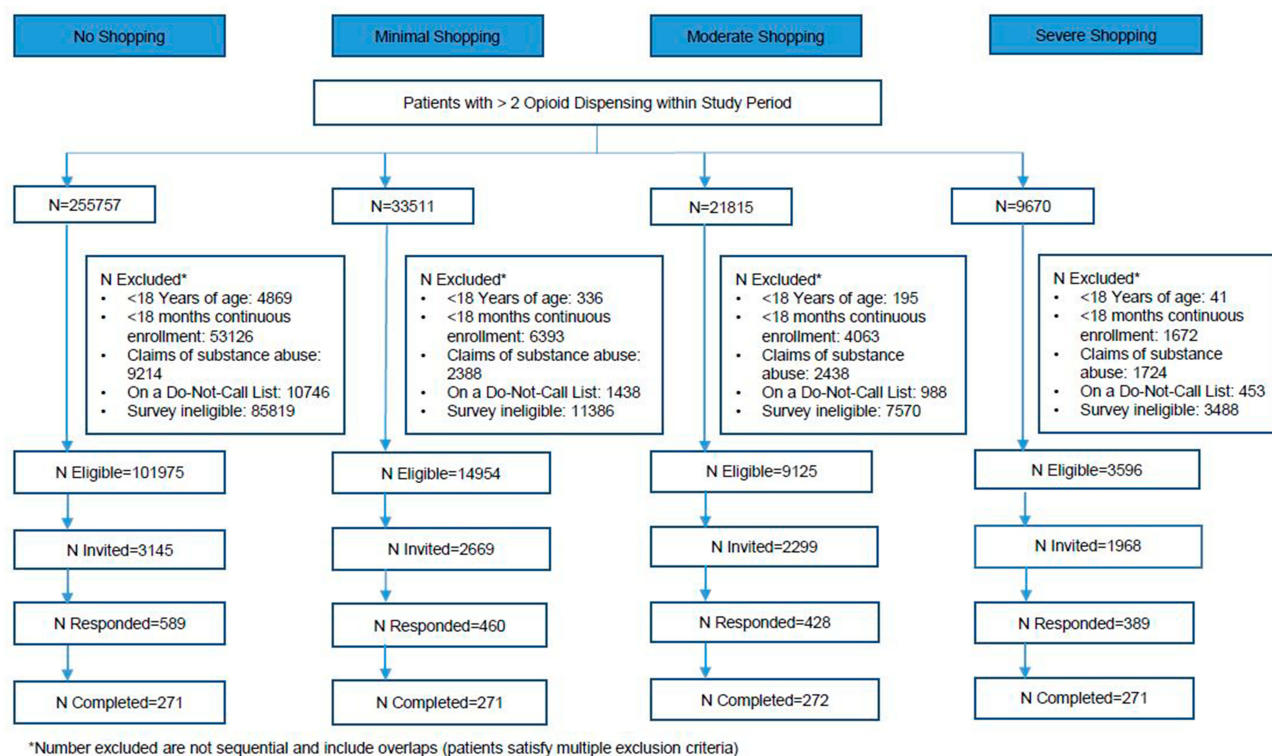 No Shopping
Minimal Shopping
Moderate Shopping
Severe Shopping
Patients with > 2 Opioid Dispensing within Study Period
N=255757
N=33511
N=21815
N=9670
N Excluded*
• <18 Years of age: 4869
• <18 months continuous
enrollment: 53126
• Claims of substance abuse:
9214
• On a Do-Not-Call List: 10746
• Survey ineligible: 85819
N Excluded*
• <18 Years of age: 336
• <18 months continuous
enrollment: 6393
• Claims of substance abuse:
2388
• On a Do-Not-Call List: 1438
• Survey ineligible: 11386
N Excluded*
• <18 Years of age: 195
• <18 months continuous
enrollment: 4063
• Claims of substance
abuse: 2438
• On a Do-Not-Call List: 988
• Survey ineligible: 7570
N Excluded*
• <18 Years of age: 41
• <18 months continuous
enrollment: 1672
• Claims of substance
abuse: 1724
• On a Do-Not-Call List: 453
• Survey ineligible: 3488
N Eligible=101975
N Eligible=14954
N Eligible=9125
N Eligible=3596
N Invited=3145
N Invited=2669
N Invited=2299
N Invited=1968
N Responded=589
N Responded=460
N Responded=428
N Responded=389
N Completed=271
N Completed=271
N Completed=272
N Completed=271
*Number excluded are not sequential and include overlaps (patients satisfy multiple exclusion criteria)